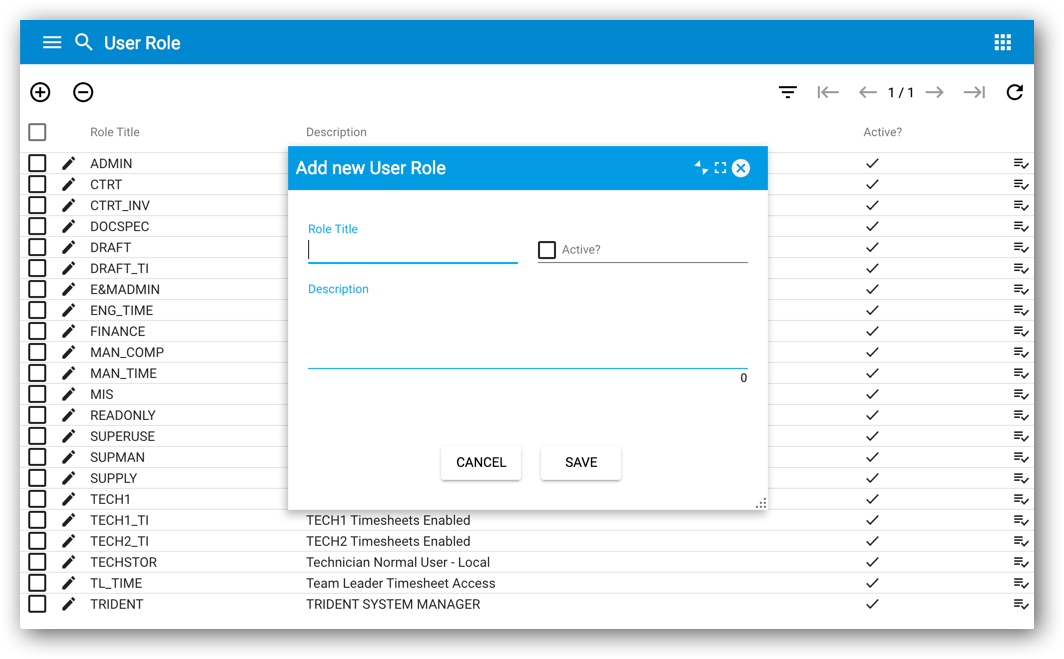 User Role
1 / 1
Role Title Description Active?
ADMIN
CTRT
CTRT_INV
DOCSPEC
DRAFT
DRAFT_TI
E&MADMIN
ENG_TIME
FINANCE
MAN_COMP
MAN_TIME
MIS
READONLY
SUPERUSE
SUPMAN
SUPPLY
TECH1
TECH1_TI TECH1 Timesheets Enabled
TECH2_TI TECH2 Timesheets Enabled
TECHSTOR Technician Normal User - Local
TL_TIME Team Leader Timesheet Access
TRIDENT TRIDENT SYSTEM MANAGER
Add new User Role
Role Title
Active?
Description
0
CANCEL SAVE